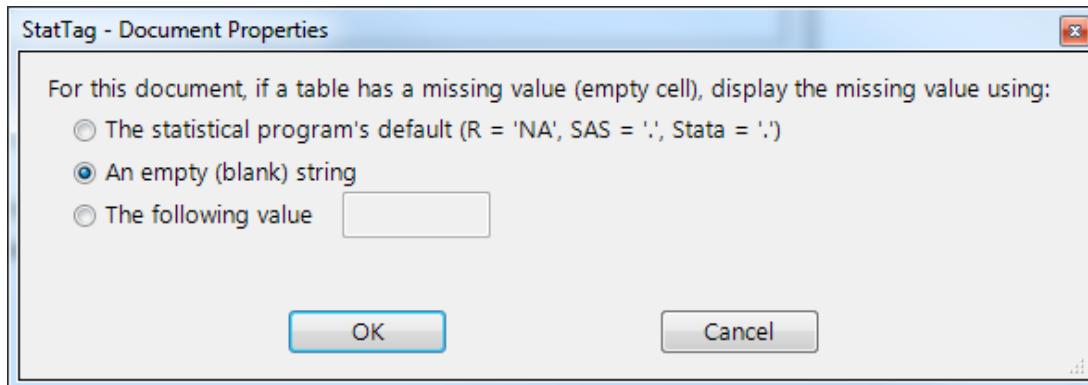 StatTag - Document Properties
For this document, if a table has a missing value (empty cell), display the missing value using:
The statistical program's default (R = 'NA', SAS = '.', Stata = '.')
An empty (blank) string
The following value
OK Cancel